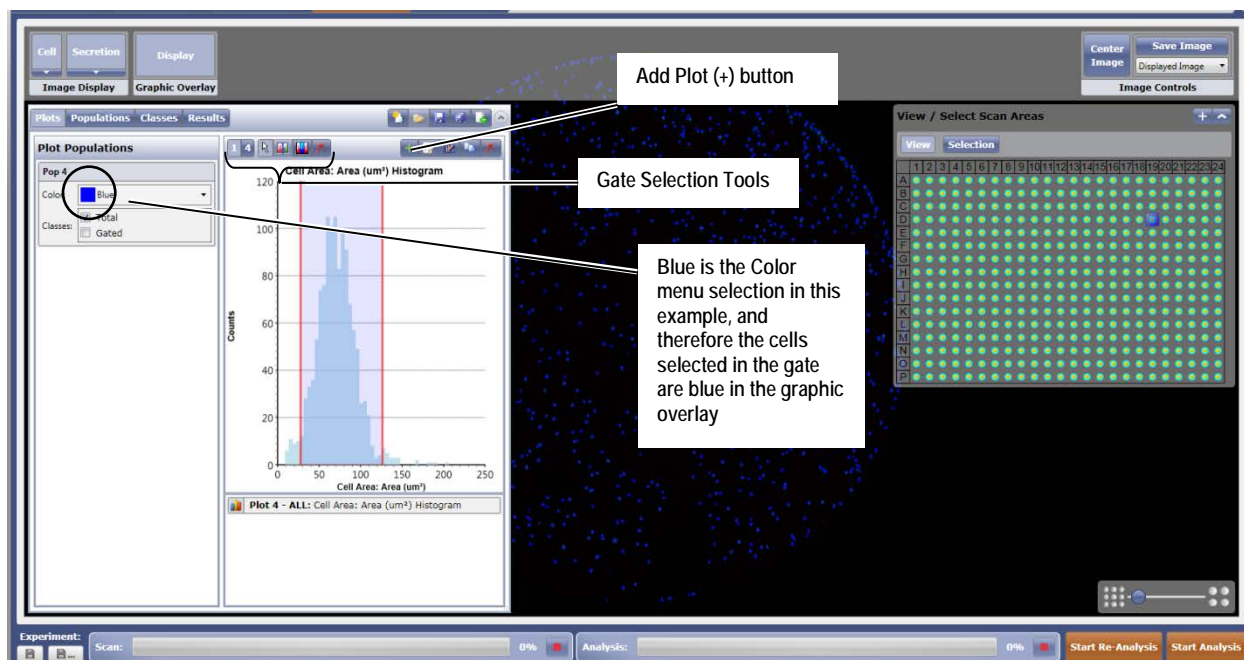 Cell Secretion Display
Image Display Graphic Overlay
Center Image
Save Image
Displayed Image
Image Controls
Add Plot (+) button
Plots Populations Classes Results
Plot Populations
Pop 4
Color: Blue
Classes: Total
Gated
1 4
Cell Area: Area (um²) Histogram
Counts
120
100
80
60
40
20
0
0 50 100 150 200 250
Cell Area: Area (um²)
Plot 4 - ALL: Cell Area: Area (um²) Histogram
Gate Selection Tools
Blue is the Color
menu selection in this
example, and
therefore the cells
selected in the gate
are blue in the graphic
overlay
View / Select Scan Areas
View Selection
1 2 3 4 5 6 7 8 9 10 11 12 13 14 15 16 17 18 19 20 21 22 23 24
A
B
C
D
E
F
G
H
I
J
K
L
M
N
O
P
Experiment:
Scan: 0% Analysis: 0% Start Re-Analysis Start Analysis